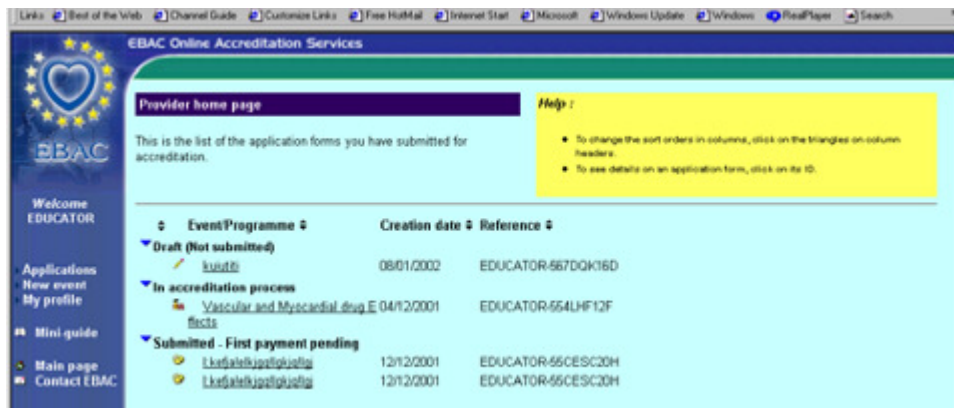 Links Best of the Web Channel Guide Customize Links Free HotMail Internet Start Microsoft Windows Update Windows RealPlayer Search
EBAC Online Accreditation Services
EBAC
Welcome
EDUCATOR
Applications
New event
My profile
Mini guide
Main page
Contact EBAC
Provider home page
This is the list of the application forms you have submitted for
accreditation.
Help :
To change the sort orders in columns, click on the triangles on column
headers.
To see details on an application form, click on its ID.
Event/Programme Creation date Reference
Draft (Not submitted)
kuiutiti 08/01/2002 EDUCATOR-567DQK16D
In accreditation process
Vascular and Myocardial drug E 04/12/2001 EDUCATOR-554LHF12F
ffects
Submitted - First payment pending
12/12/2001 EDUCATOR-55CESC20H
12/12/2001 EDUCATOR-55CESC20H